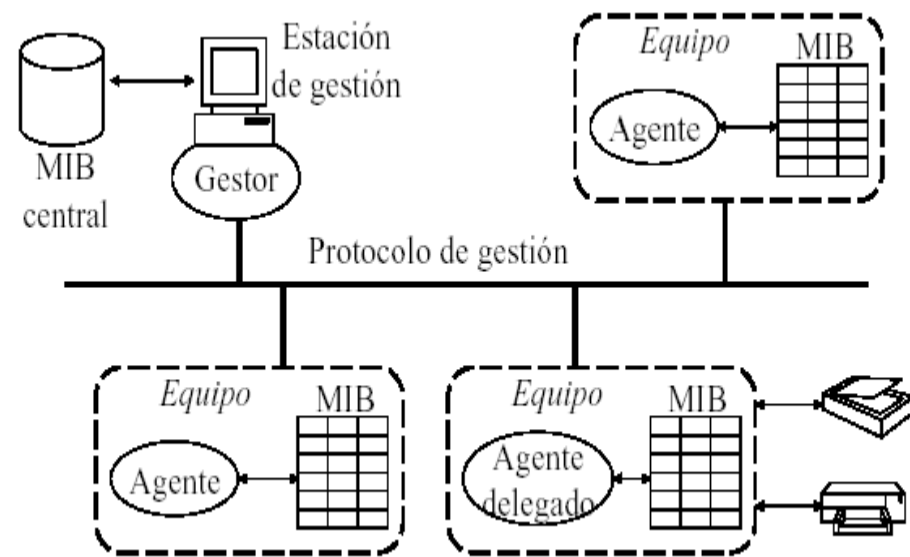 Estación
de gestión
MIB
central
Gestor
Equipo
MIB
Agente
Protocolo de gestión
Equipo
MIB
Agente
Equipo
MIB
Agente
delegado